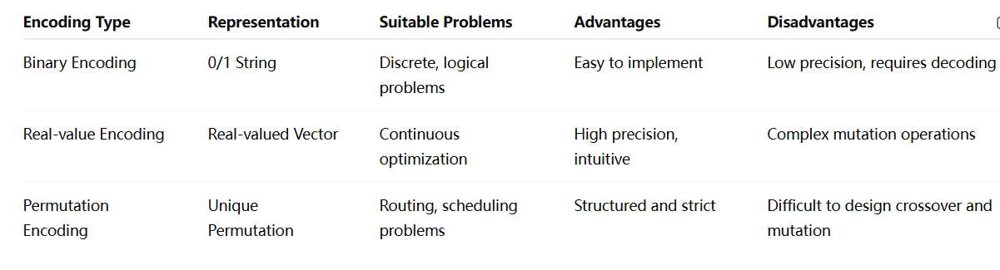 Encoding Type Representation Suitable Problems Advantages Disadvantages
Binary Encoding 0/1 String Discrete, logical problems Easy to implement Low precision, requires decoding
Real-value Encoding Real-valued Vector Continuous optimization High precision, intuitive Complex mutation operations
Permutation Encoding Unique Permutation Routing, scheduling problems Structured and strict Difficult to design crossover and mutation